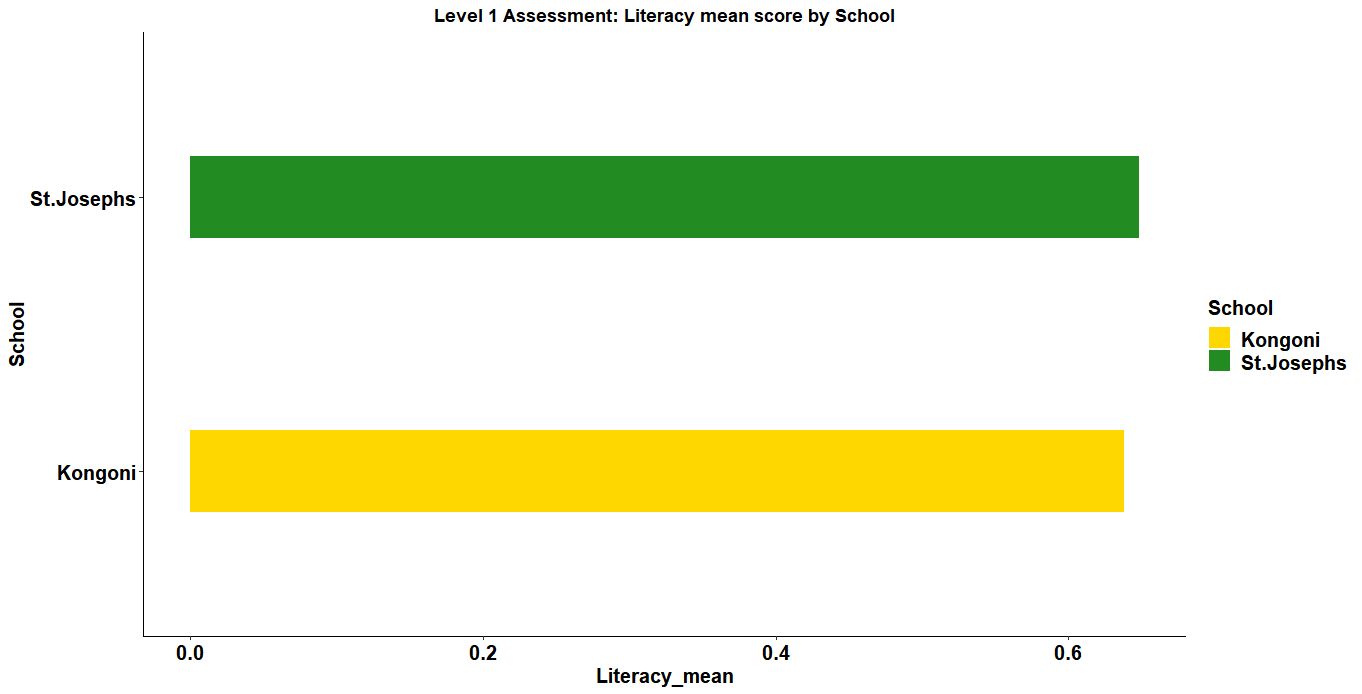 Level 1 Assessment: Literacy mean score by School
St.Josephs
School
Kongoni
0.0 0.2 0.4 0.6
Literacy_mean
School
Kongoni
St.Josephs